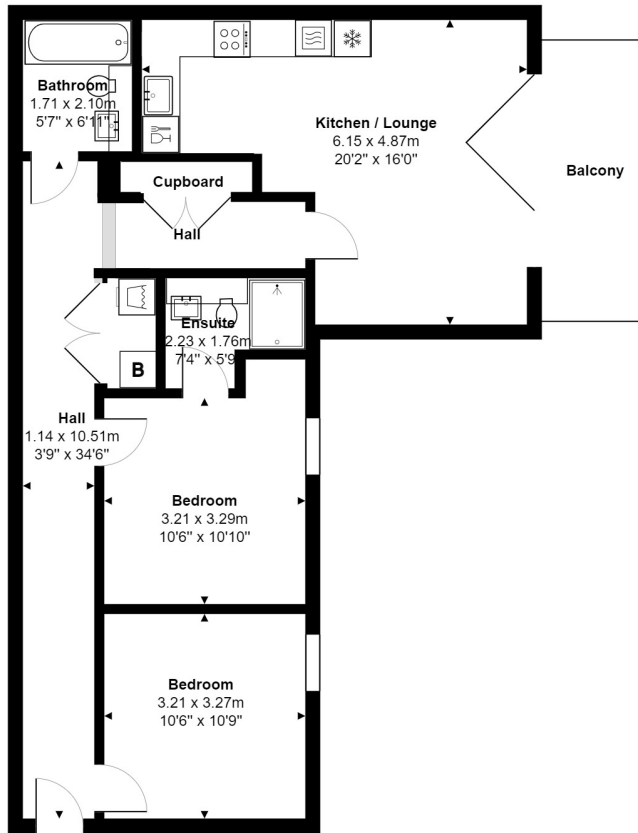 Bathroom
1.71 x 2.10m
5'7" x 6'11"
Kitchen / Lounge
6.15 x 4.87m
20'2" x 16'0"
Balcony
Cupboard
Hall
Ensuite
2.23 x 1.76m
7'4" x 5'9
B
Hall
1.14 x 10.51m
3'9" x 34'6"
Bedroom
3.21 x 3.29m
10'6" x 10'10"
Bedroom
3.21 x 3.27m
10'6" x 10'9"